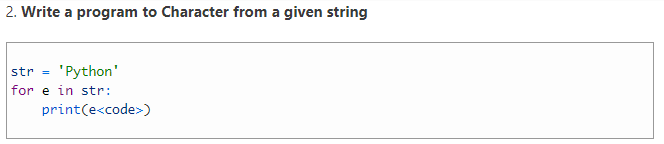 2. Write a program to Character from a given string
str = 'Python'
for e in str:
    print(e<code>)